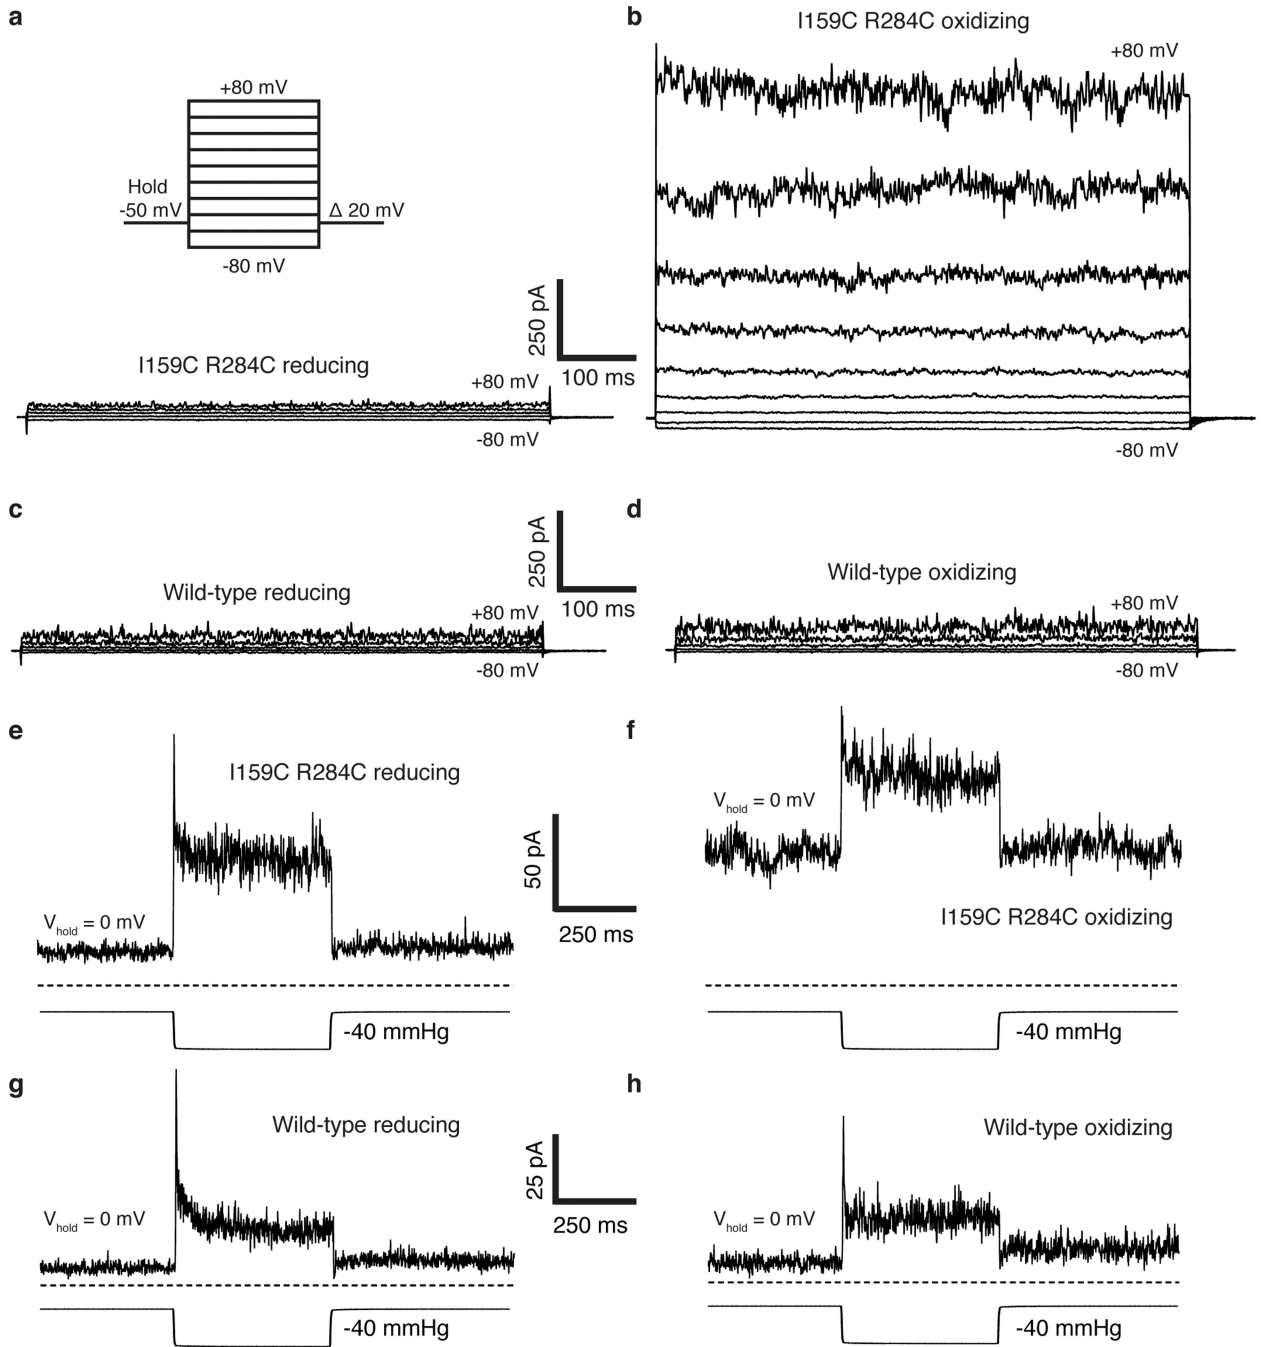 a
+80 mV
Hold
-50 mV
Δ 20 mV
-80 mV
I159C R284C reducing
+80 mV
-80 mV
250 pA
100 ms
b
I159C R284C oxidizing
+80 mV
-80 mV
c
Wild-type reducing
+80 mV
-80 mV
250 pA
100 ms
d
Wild-type oxidizing
+80 mV
-80 mV
e
I159C R284C reducing
Vhold = 0 mV
-40 mmHg
50 pA
250 ms
f
Vhold = 0 mV
I159C R284C oxidizing
-40 mmHg
g
Wild-type reducing
Vhold = 0 mV
-40 mmHg
25 pA
250 ms
h
Wild-type oxidizing
Vhold = 0 mV
-40 mmHg